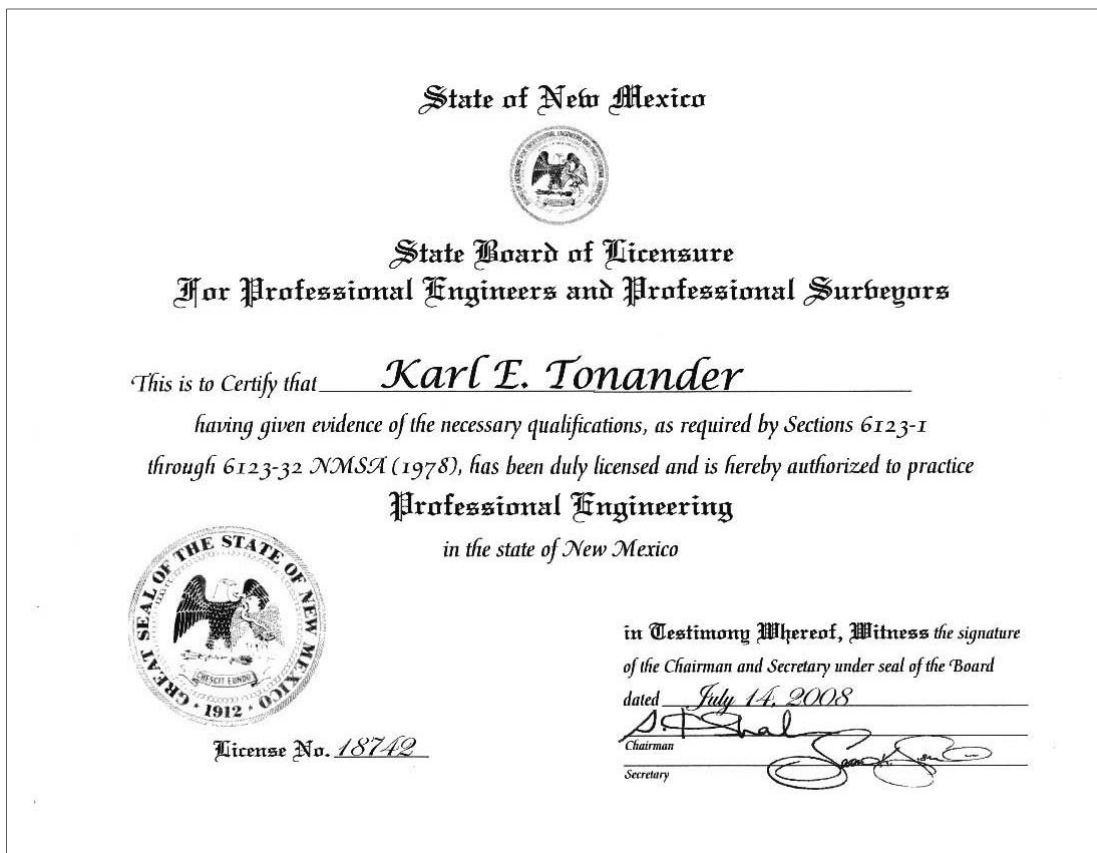 State of New Mexico
State Board of Licensure
For Professional Engineers and Professional Surveyors
This is to Certify that Karl E. Tonander
having given evidence of the necessary qualifications, as required by Sections 6123-1
through 6123-32 NMSA (1978), has been duly licensed and is hereby authorized to practice
Professional Engineering
in the state of New Mexico
GREAT SEAL OF THE STATE OF NEW MEXICO
CRESCIT EUNDO
· 1912 ·
License No. 18742
in Testimony Whereof, Witness the signature
of the Chairman and Secretary under seal of the Board
dated July 14, 2008
Chairman
Secretary